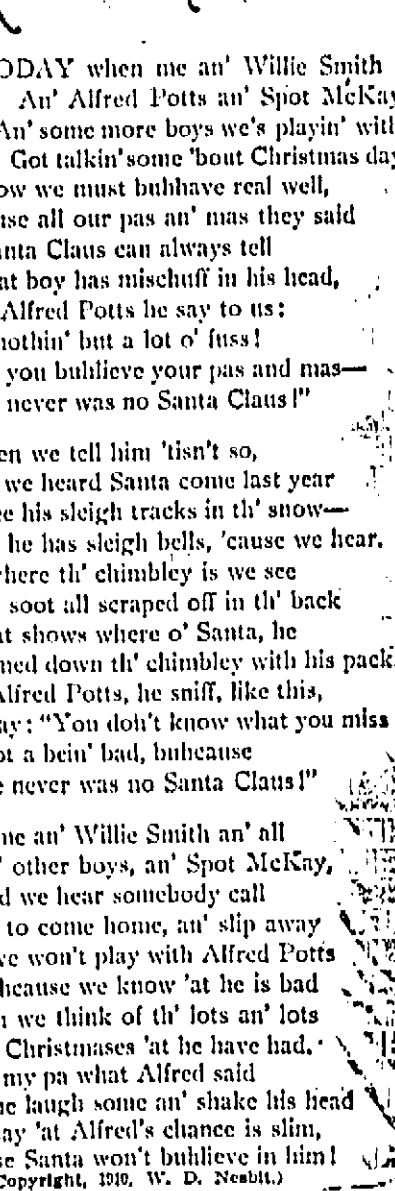 ODAY when me an' Willie Smith
An' Alfred Potts an' Spot McKay
An' some more boys we's playin' with
Got talkin' some 'bout Christmas day
ow we must buhhave real well,
use all our pas an' mas they said
anta Claus can always tell
at boy has mischuff in his head,
Alfred Potts he say to us:
nothin' but a lot o' fuss!
you buhlieve your pas and mas—
never was no Santa Claus!"
en we tell him 'tisn't so,
we heard Santa come last year
ee his sleigh tracks in th' snow—
he has sleigh bells, 'cause we hear.
where th' chimbley is we see
soot all scraped off in th' back
at shows where o' Santa, he
med down th' chimbley with his pack.
Alfred Potts, he sniff, like this,
ay: "You doh't know what you miss
ot a bein' bad, buhcause
e never was no Santa Claus!"
me an' Willie Smith an' all
' other boys, an' Spot McKay,
d we hear somebody call
to come home, an' slip away
we won't play with Alfred Potts
hcause we know 'at he is bad
n we think of th' lots an' lots
Christmases 'at he have had.
my pa what Alfred said
he laugh some an' shake his head
ay 'at Alfred's chance is slim,
se Santa won't buhlieve in him!
Copyright, 1910, W. D. Nesbit.)